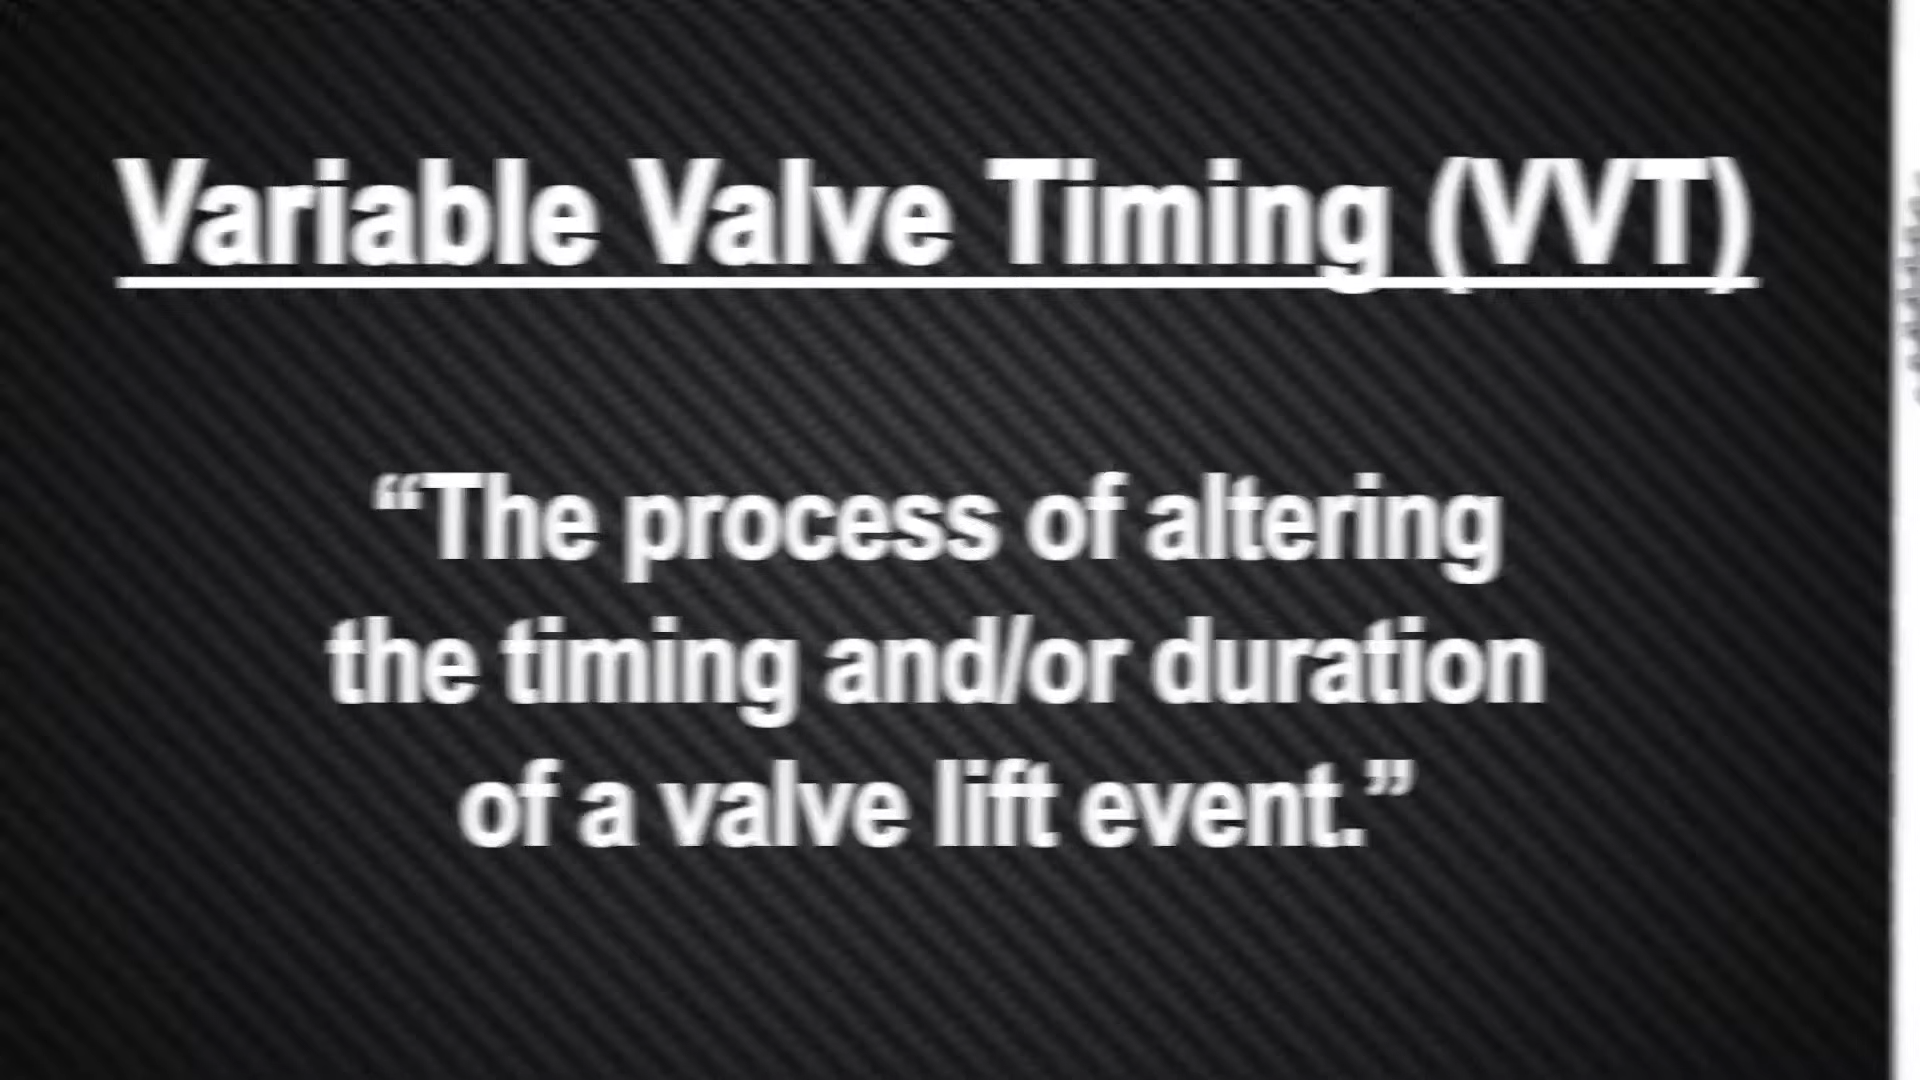 Variable Valve Timing (VVT)
“The process of altering
the timing and/or duration
of a valve lift event.”